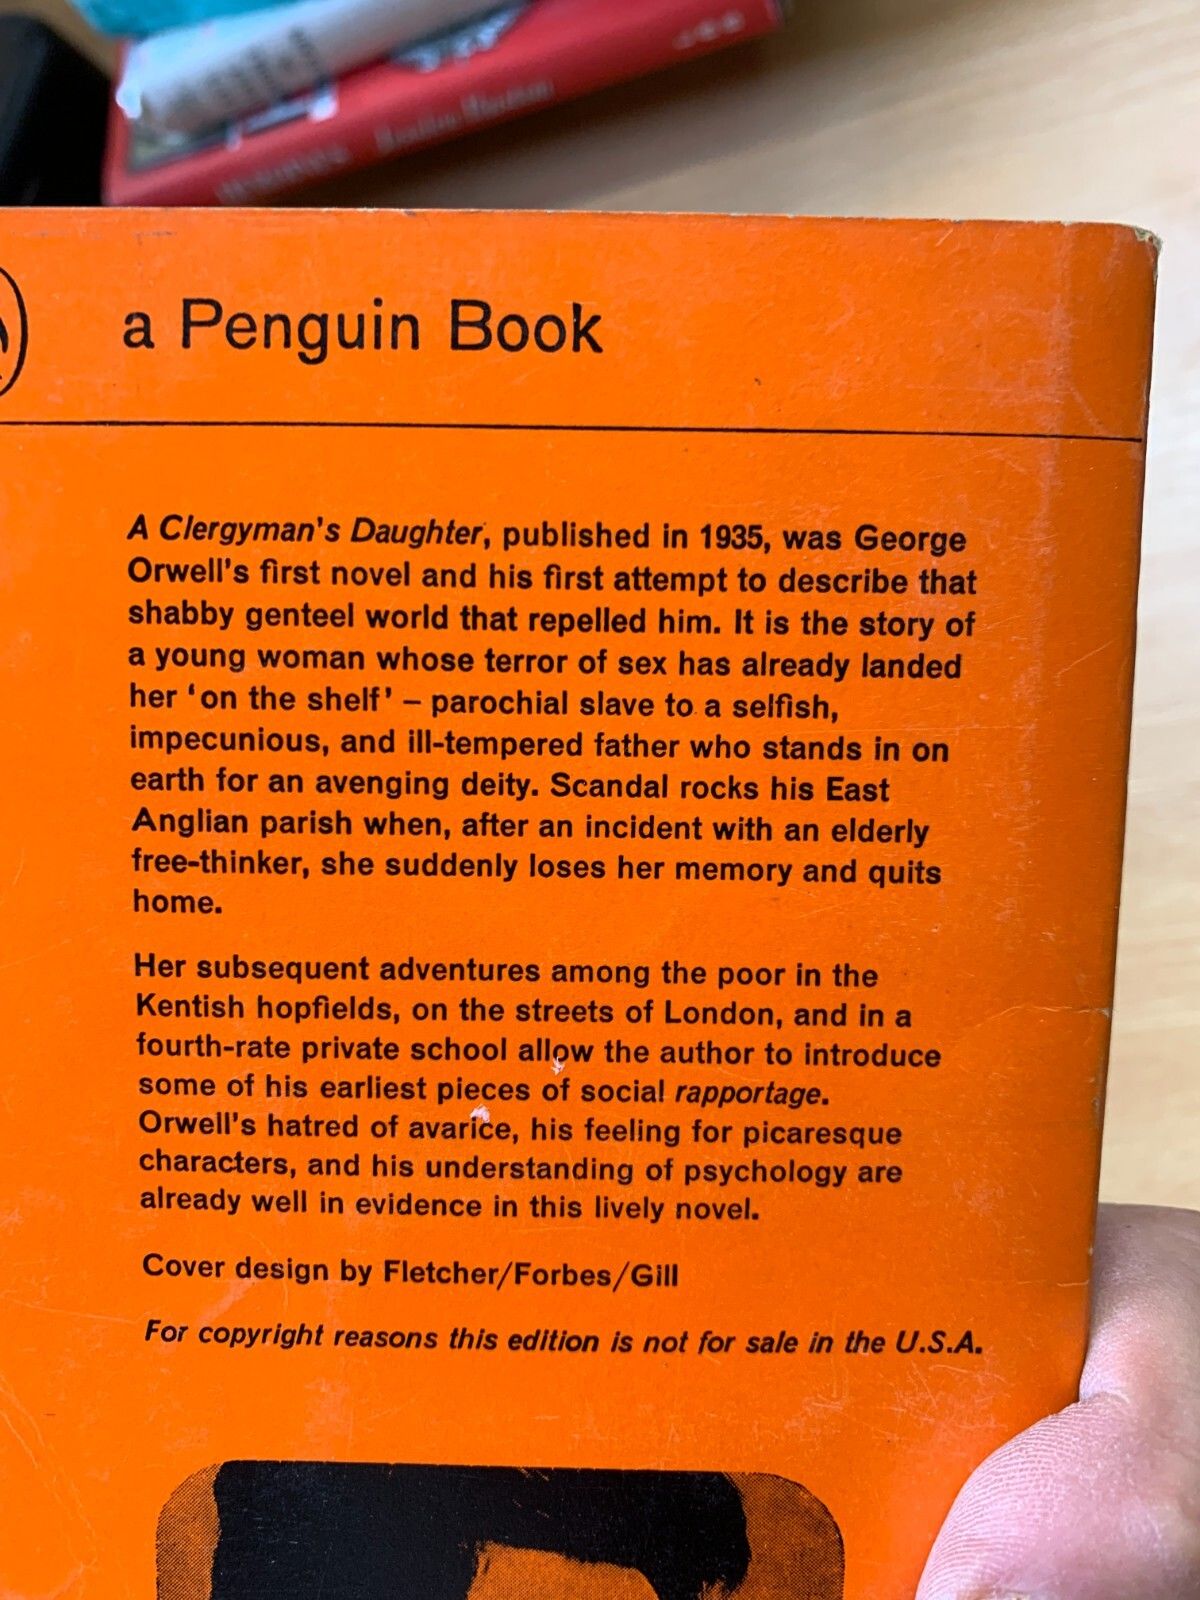 a Penguin Book
A Clergyman's Daughter, published in 1935, was George
Orwell's first novel and his first attempt to describe that
shabby genteel world that repelled him. It is the story of
a young woman whose terror of sex has already landed
her ‘on the shelf’ – parochial slave to a selfish,
impecunious, and ill-tempered father who stands in on
earth for an avenging deity. Scandal rocks his East
Anglian parish when, after an incident with an elderly
free-thinker, she suddenly loses her memory and quits
home.
Her subsequent adventures among the poor in the
Kentish hopfields, on the streets of London, and in a
fourth-rate private school allow the author to introduce
some of his earliest pieces of social rapportage.
Orwell's hatred of avarice, his feeling for picaresque
characters, and his understanding of psychology are
already well in evidence in this lively novel.
Cover design by Fletcher/Forbes/Gill
For copyright reasons this edition is not for sale in the U.S.A.